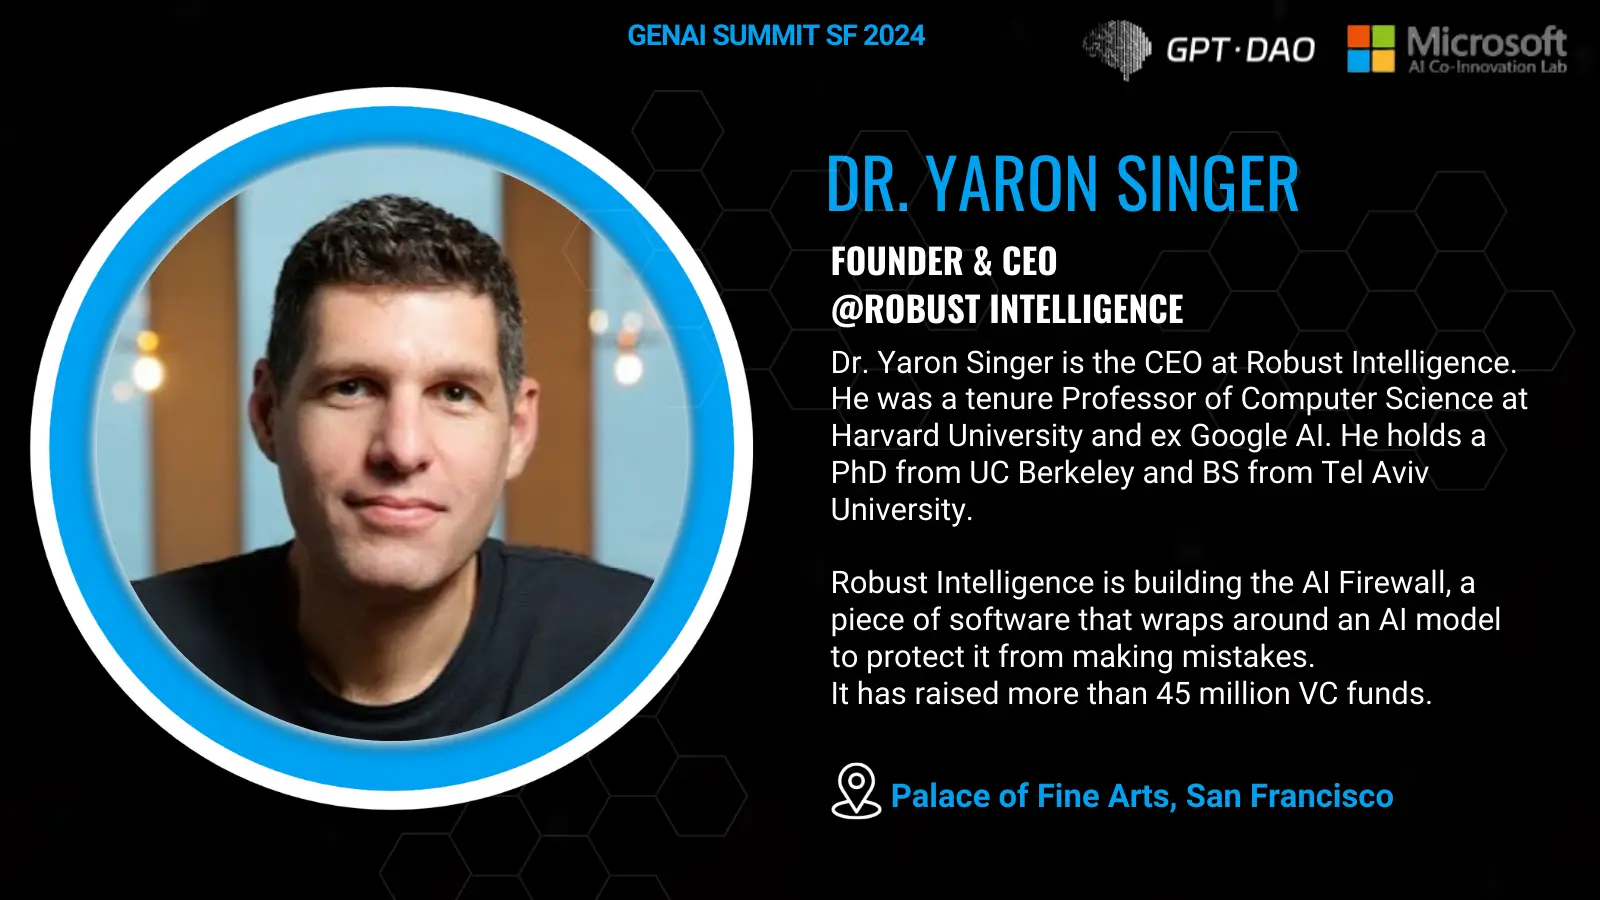 GENAI SUMMIT SF 2024
GPT·DAO
Microsoft
AI Co-Innovation Lab
DR. YARON SINGER
FOUNDER & CEO
@ROBUST INTELLIGENCE
Dr. Yaron Singer is the CEO at Robust Intelligence.
He was a tenure Professor of Computer Science at
Harvard University and ex Google AI. He holds a
PhD from UC Berkeley and BS from Tel Aviv
University.
Robust Intelligence is building the AI Firewall, a
piece of software that wraps around an AI model
to protect it from making mistakes.
It has raised more than 45 million VC funds.
Palace of Fine Arts, San Francisco